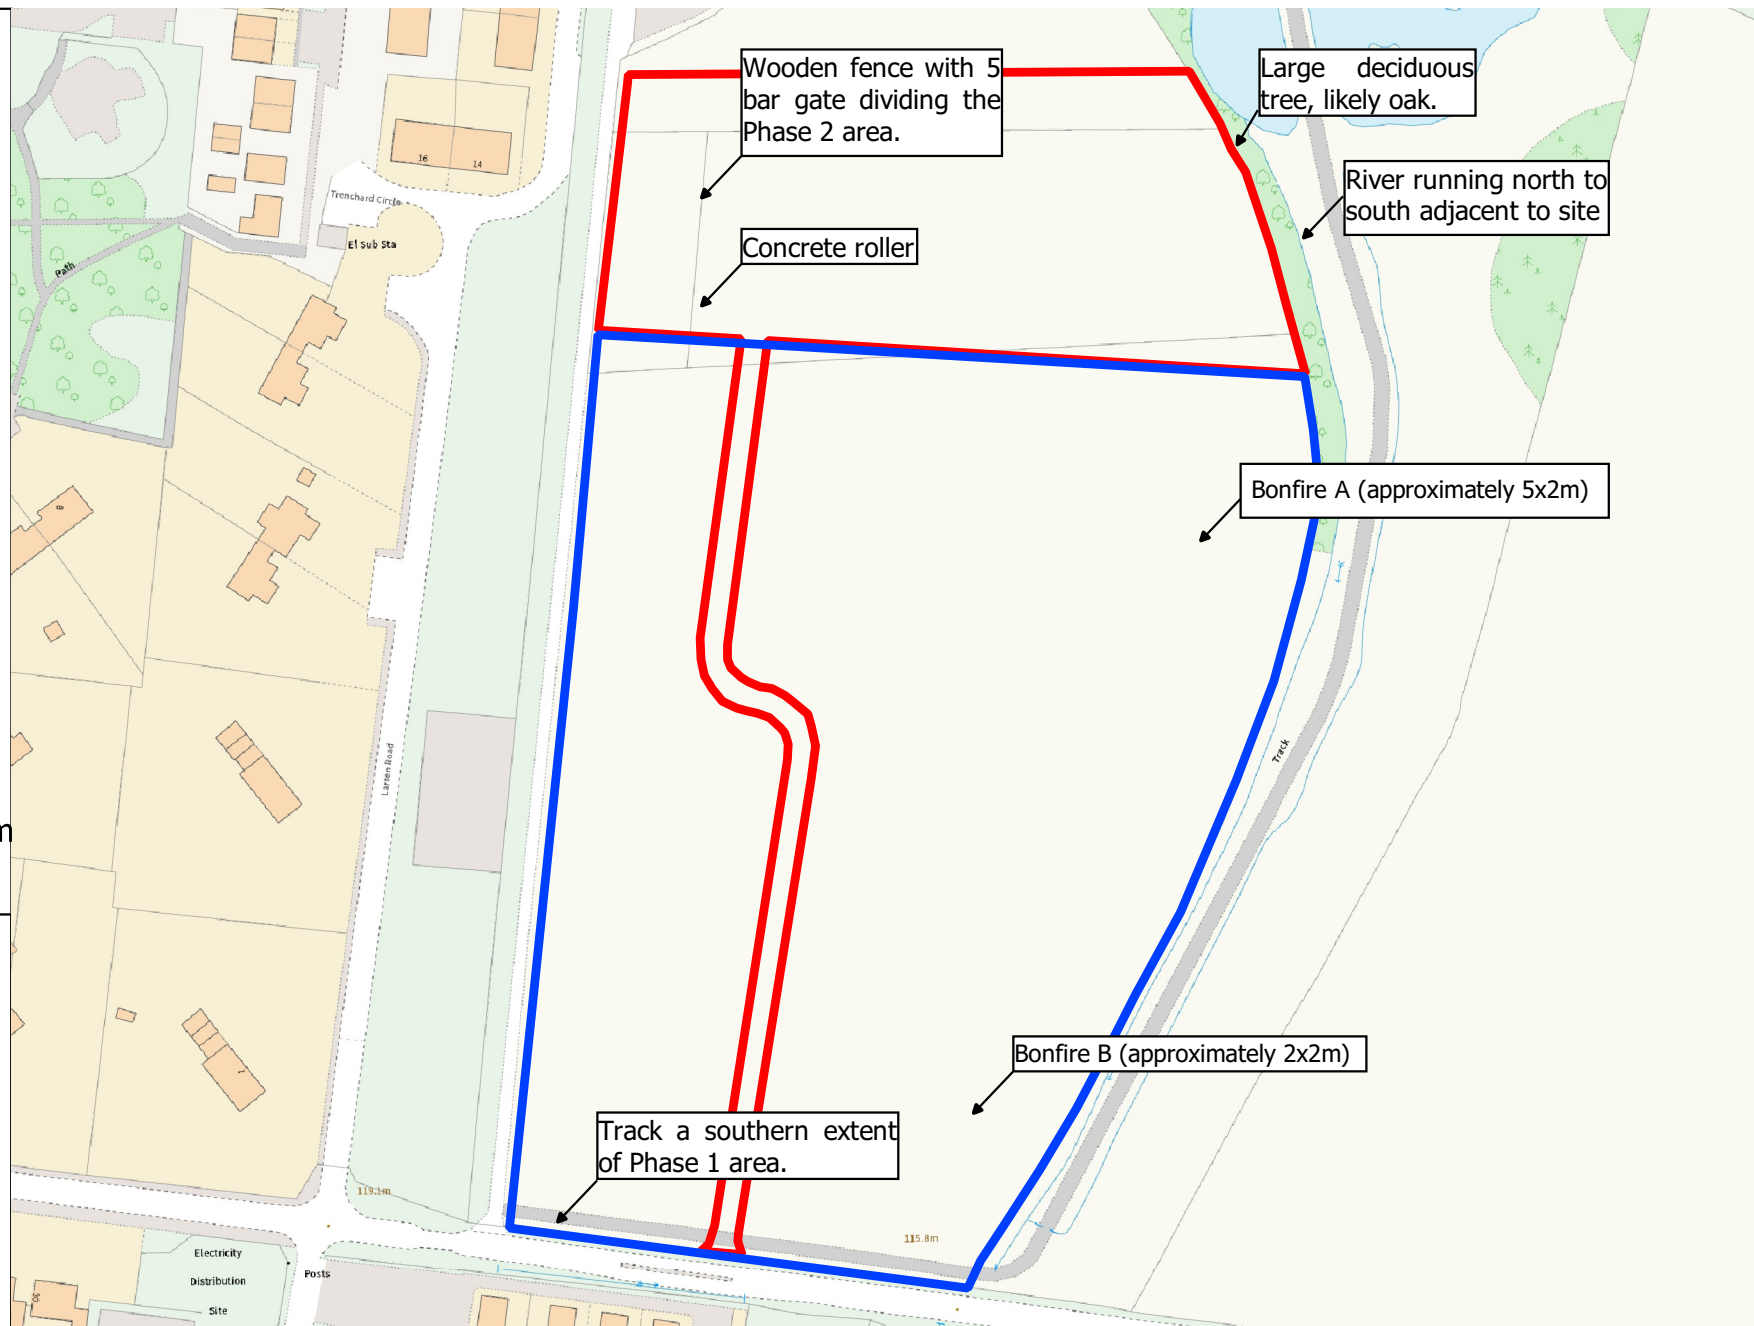 Wooden fence with 5
bar gate dividing the
Phase 2 area.
Large deciduous
tree, likely oak.
River running north to
south adjacent to site
Concrete roller
16
14
Trenchard Circle
El Sub Sta
Path
Bonfire A (approximately 5x2m)
8
m
Larsen Road
Track
Bonfire B (approximately 2x2m)
7
Track a southern extent
of Phase 1 area.
119.1m
115.8m
Electricity
Distribution
Site
Posts
30